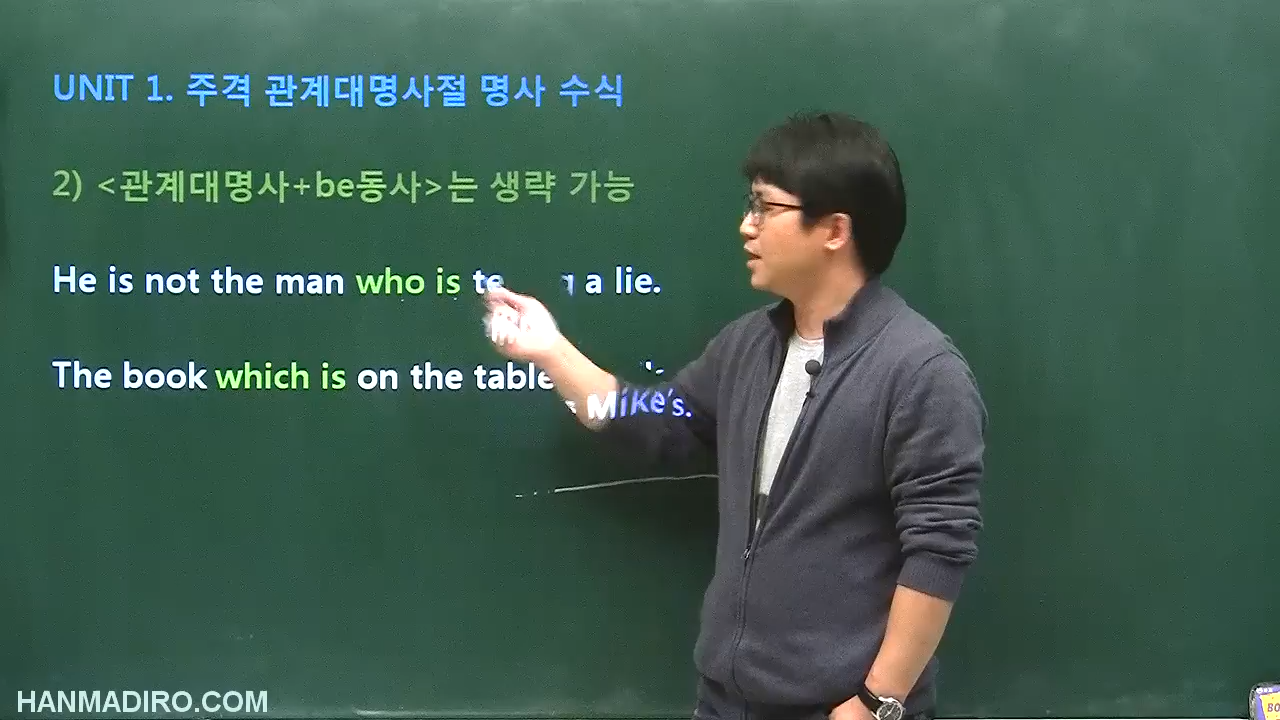 UNIT 1. 주격 관계대명사절 명사 수식
2) <관계대명사+be동사>는 생략 가능
He is not the man who is a lie.
The book which is on the table Mike's.
HANMADIRO.COM